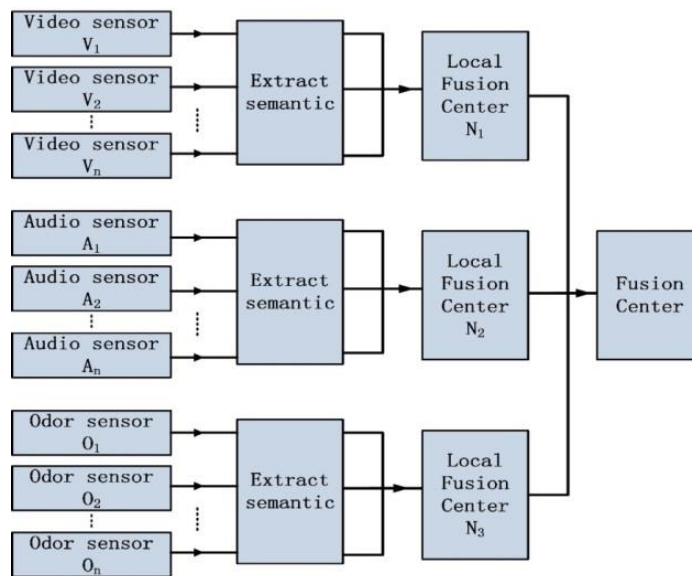 Video sensor
V₁
Video sensor
V₂
Video sensor
Vₙ
Extract
semantic
Local
Fusion
Center
N₁
Audio sensor
A₁
Audio sensor
A₂
Audio sensor
Aₙ
Extract
semantic
Local
Fusion
Center
N₂
Fusion
Center
Odor sensor
O₁
Odor sensor
O₂
Odor sensor
Oₙ
Extract
semantic
Local
Fusion
Center
N₃